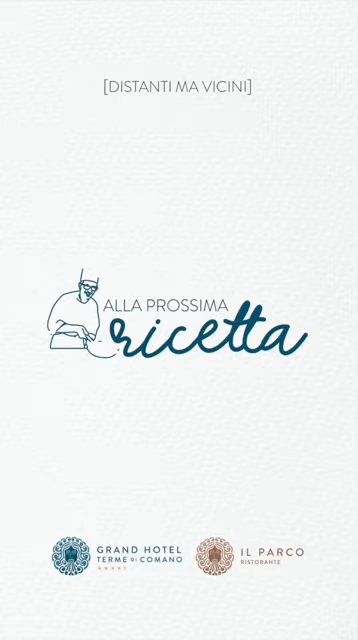 [DISTANTI MA VICINI]
ALLA PROSSIMA
ricetta
GRAND HOTEL
TERME DI COMANO
IL PARCO
RISTORANTE